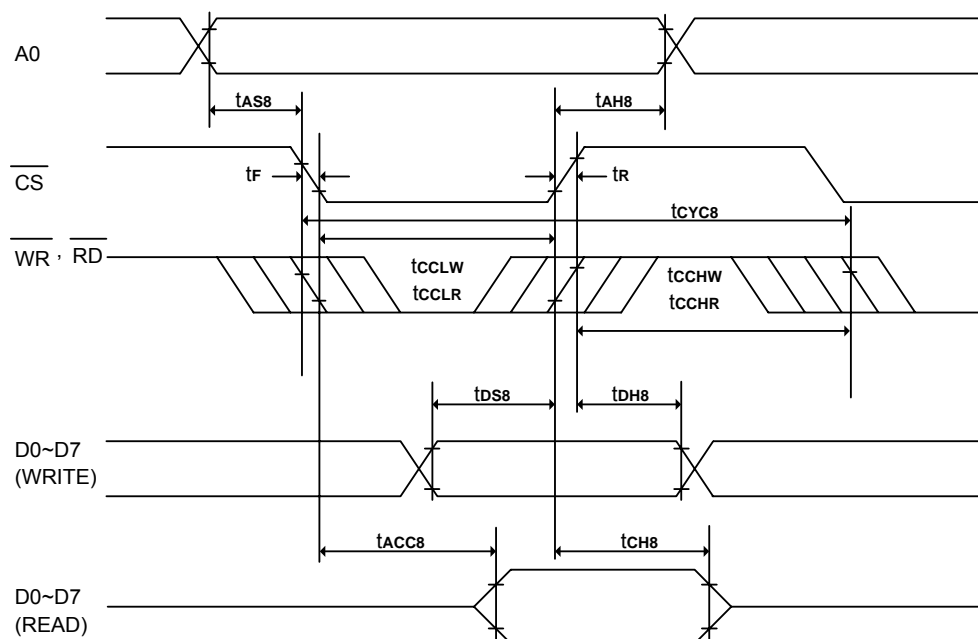 A0
tAS8
tAH8
CS
tF
tR
tCYC8
WR , RD
tCCLW
tCCHW
tCCLR
tCCHR
tDS8
tDH8
D0~D7
(WRITE)
tACC8
tCH8
D0~D7
(READ)